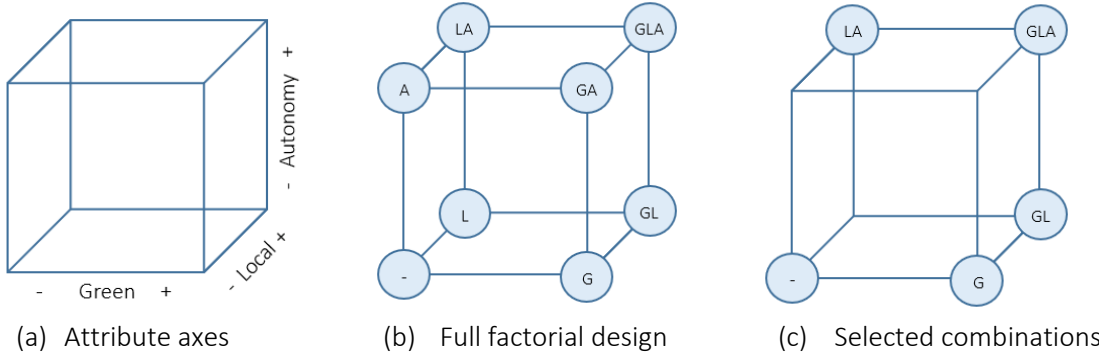 - Green +
- Local +
- Autonomy +
(a) Attribute axes
LA
GLA
A
GA
L
GL
-
G
(b) Full factorial design
LA
GLA
GL
-
G
(c) Selected combinations